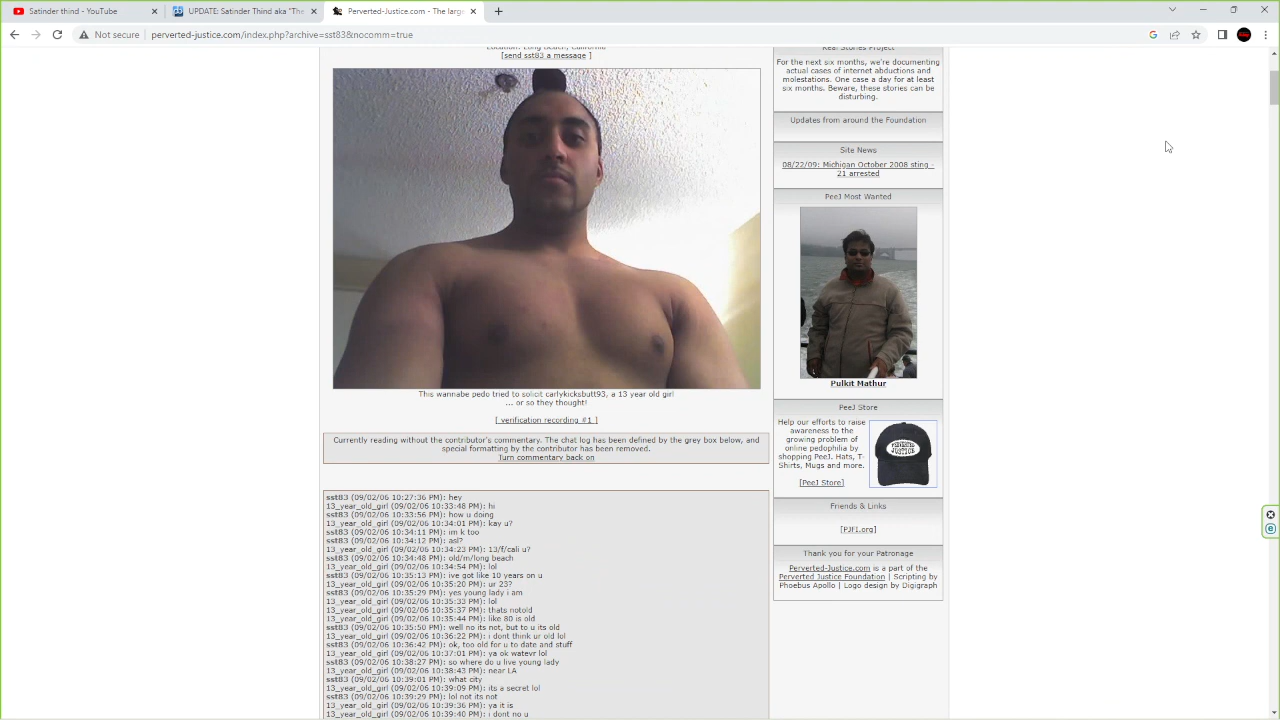 Satinder thind - YouTube
UPDATE: Satinder Thind aka "The
Perverted-Justice.com - The larg
Not secure
perverted-justice.com/index.php?archive=sst83&nocomm=true
Location: Long Beach, California
[send sst83 a message ]
This wannabe pedo tried to solicit carlykicksbutt93, a 13 year old girl
... or so they thought!
[ verification recording #1 ]
Currently reading without the contributor's commentary. The chat log has been defined by the grey box below, and
special formatting by the contributor has been removed.
Turn commentary back on
sst83 (09/02/06 10:27:36 PM): hey
13_year_old_girl (09/02/06 10:33:48 PM): hi
sst83 (09/02/06 10:33:56 PM): how u doing
13_year_old_girl (09/02/06 10:34:01 PM): kay u?
sst83 (09/02/06 10:34:11 PM): im k too
sst83 (09/02/06 10:34:12 PM): asl?
13_year_old_girl (09/02/06 10:34:23 PM): 13/f/cali u?
sst83 (09/02/06 10:34:48 PM): old/m/long beach
13_year_old_girl (09/02/06 10:34:54 PM): lol
sst83 (09/02/06 10:35:13 PM): ive got like 10 years on u
13_year_old_girl (09/02/06 10:35:20 PM): ur 23?
sst83 (09/02/06 10:35:29 PM): yes young lady i am
13_year_old_girl (09/02/06 10:35:33 PM): lol
13_year_old_girl (09/02/06 10:35:37 PM): thats notold
13_year_old_girl (09/02/06 10:35:44 PM): like 80 is old
sst83 (09/02/06 10:35:50 PM): well no its not, but to u its old
13_year_old_girl (09/02/06 10:36:22 PM): i dont think ur old lol
sst83 (09/02/06 10:36:42 PM): ok, too old for u to date and stuff
13_year_old_girl (09/02/06 10:37:01 PM): ya ok watevr lol
sst83 (09/02/06 10:38:27 PM): so where do u live young lady
13_year_old_girl (09/02/06 10:38:43 PM): near LA
sst83 (09/02/06 10:39:01 PM): what city
13_year_old_girl (09/02/06 10:39:09 PM): its a secret lol
sst83 (09/02/06 10:39:29 PM): lol not its not
13_year_old_girl (09/02/06 10:39:36 PM): ya it is
13_year_old_girl (09/02/06 10:39:40 PM): i dont no u
Real Stories Project
For the next six months, we're documenting
actual cases of internet abductions and
molestations. One case a day for at least
six months. Beware, these stories can be
disturbing.
Updates from around the Foundation
Site News
08/22/09: Michigan October 2008 sting -
21 arrested
PeeJ Most Wanted
Pulkit Mathur
PeeJ Store
Help our efforts to raise
awareness to the
growing problem of
online pedophilia by
shopping PeeJ. Hats, T-
Shirts, Mugs and more.
PERVERTED
JUSTICE
[PeeJ Store]
Friends & Links
[PJFI.org]
Thank you for your Patronage
Perverted-Justice.com is a part of the
Perverted Justice Foundation | Scripting by
Phoebus Apollo | Logo design by Digigraph